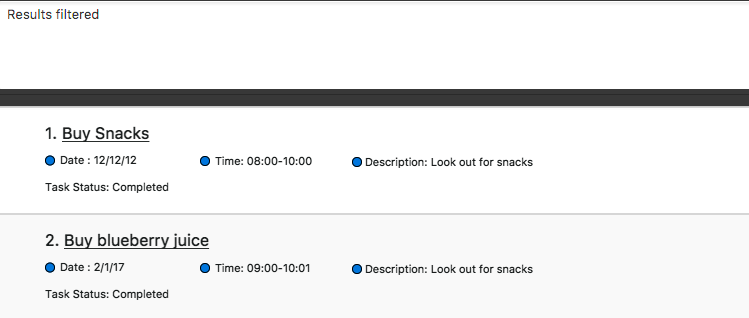 Results filtered
1. Buy Snacks
Date : 12/12/12 Time: 08:00-10:00 Description: Look out for snacks
Task Status: Completed
2. Buy blueberry juice
Date : 2/1/17 Time: 09:00-10:01 Description: Look out for snacks
Task Status: Completed